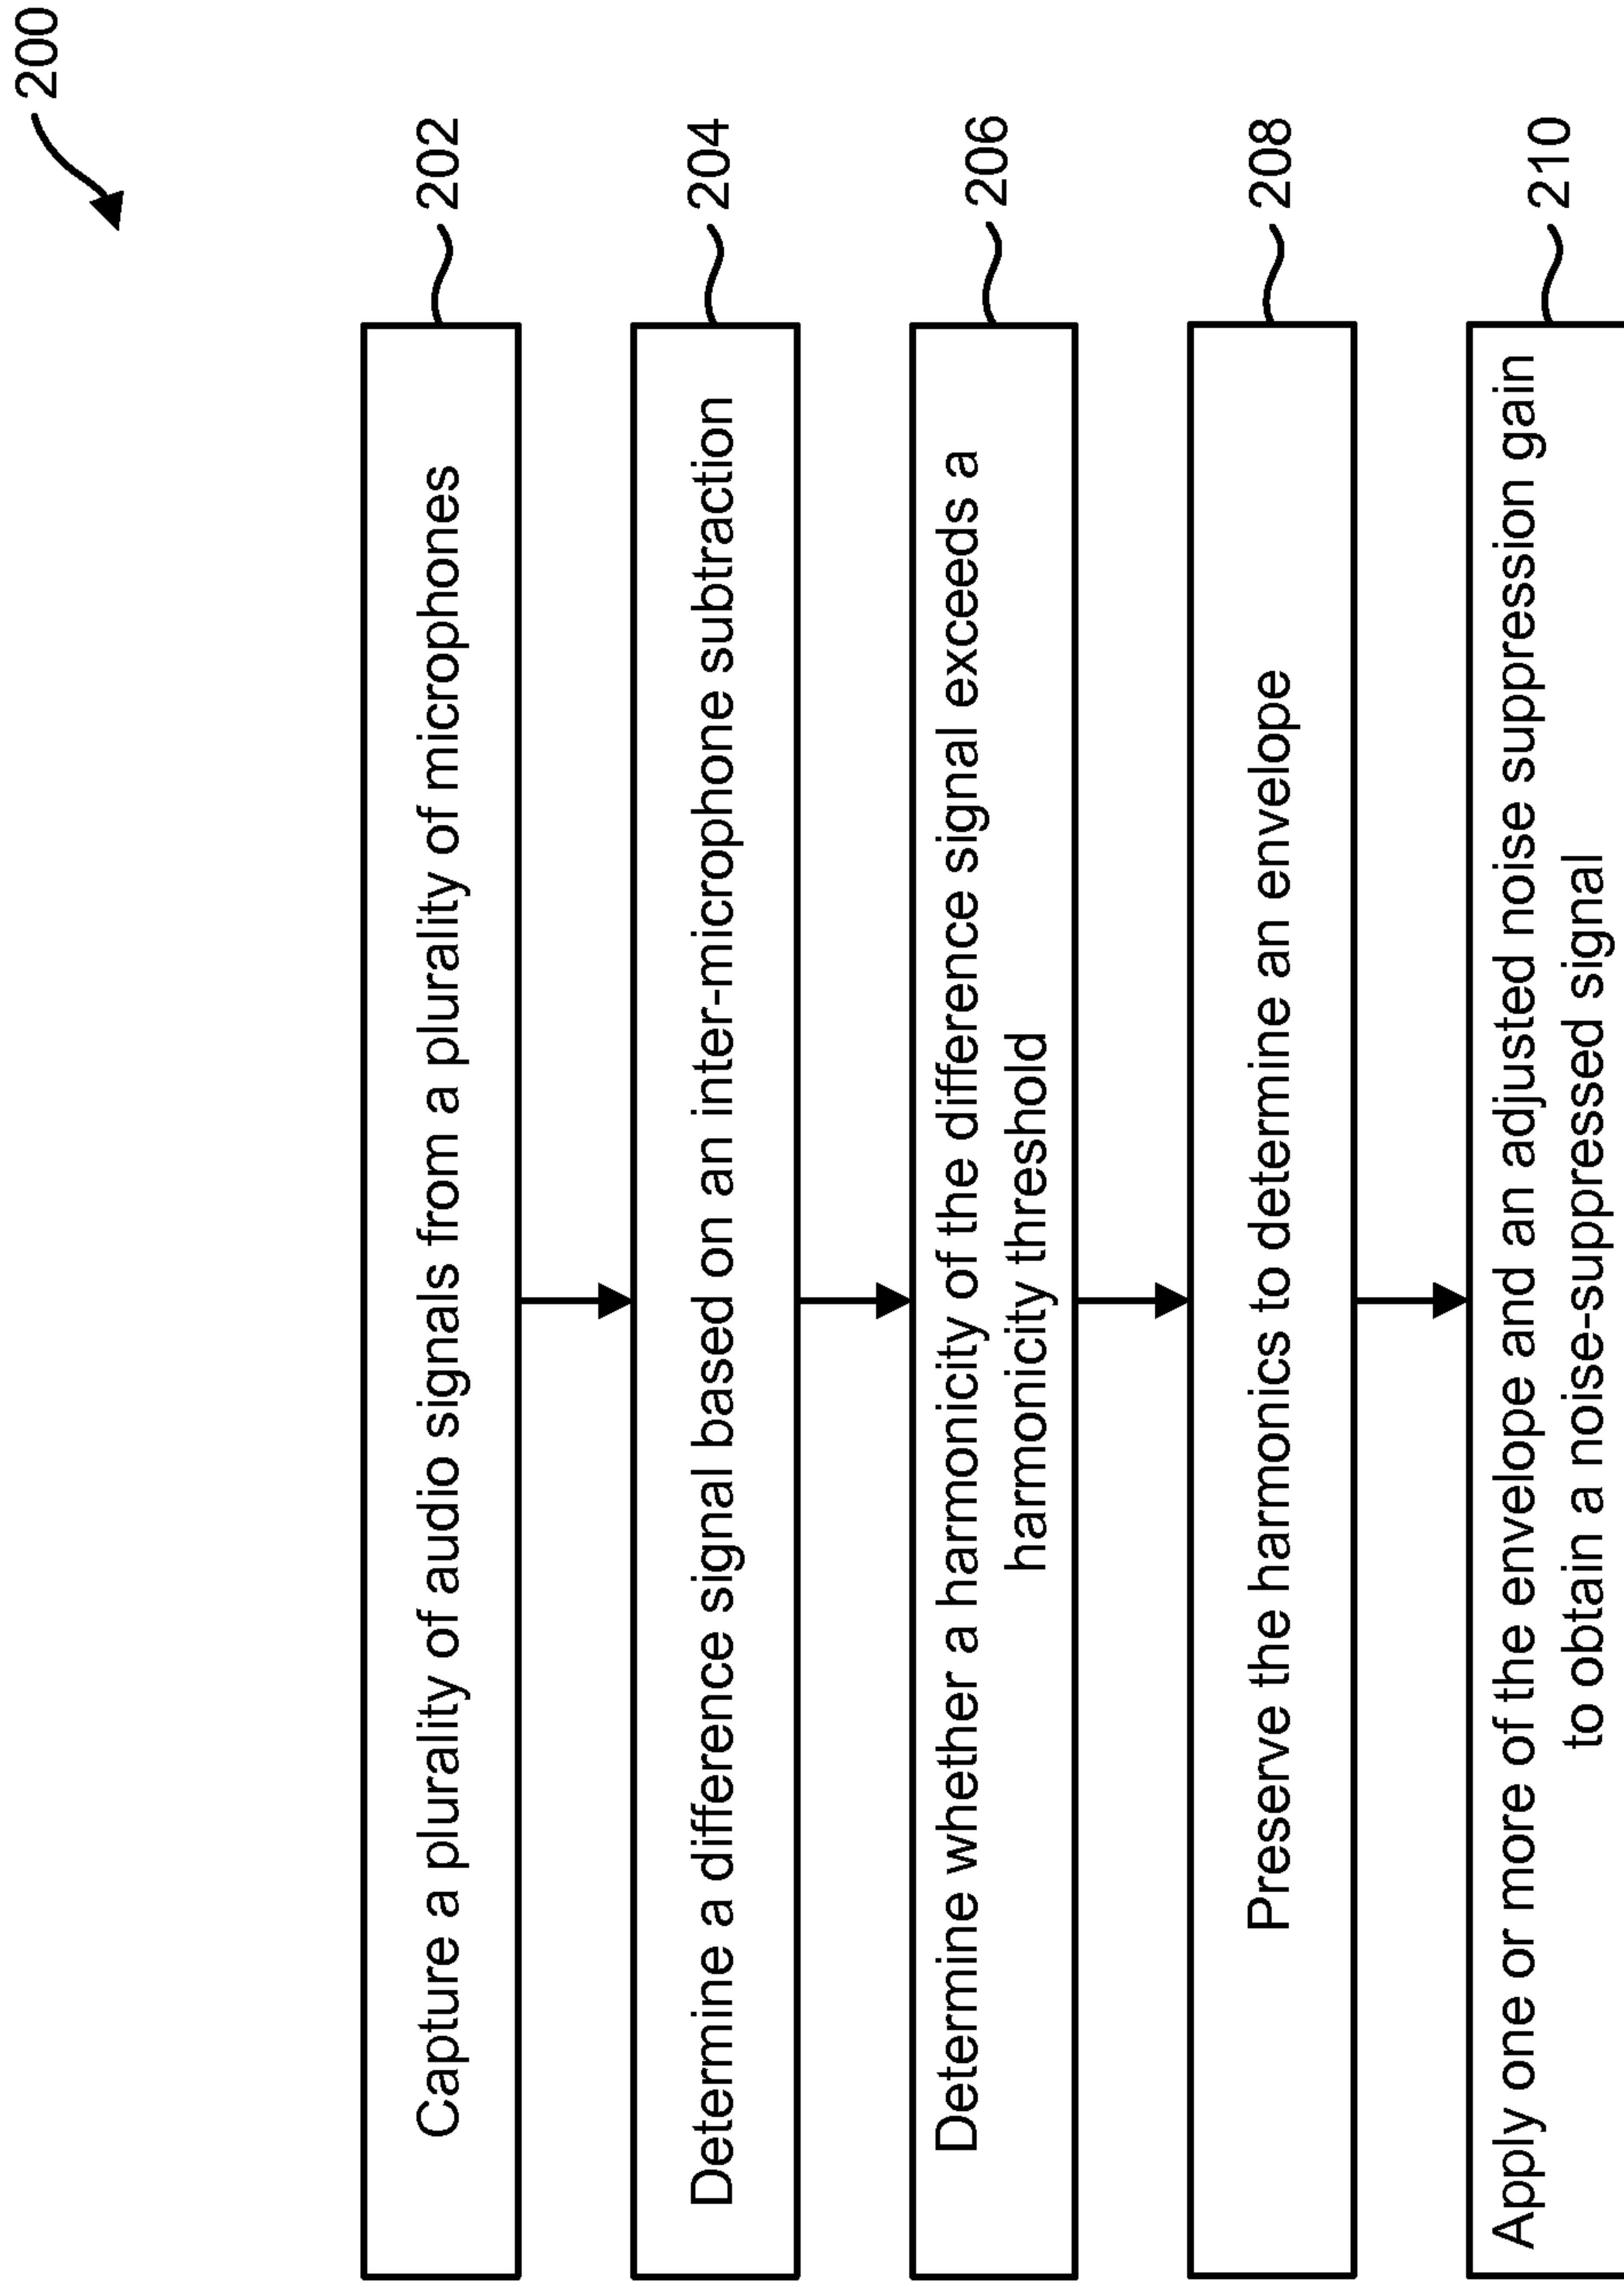 200
Capture a plurality of audio signals from a plurality of microphones
202
Determine a difference signal based on an inter-microphone subtraction
204
Determine whether a harmonicity of the difference signal exceeds a
harmonicity threshold
206
Preserve the harmonics to determine an envelope
208
Apply one or more of the envelope and an adjusted noise suppression gain
to obtain a noise-suppressed signal
210